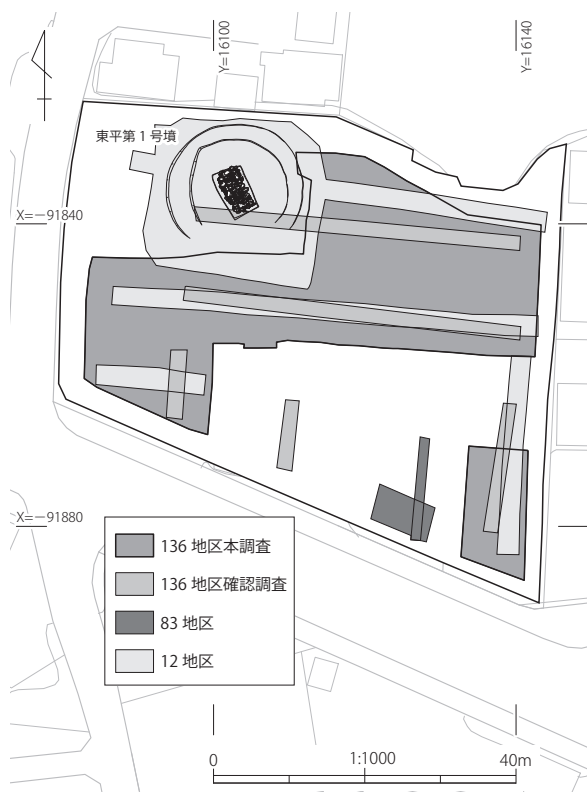 Y=16100
Y=16140
東平第 1 号墳
X=－91840
X=－91880
136 地区本調査
136 地区確認調査
83 地区
12 地区
0
1:1000
40m